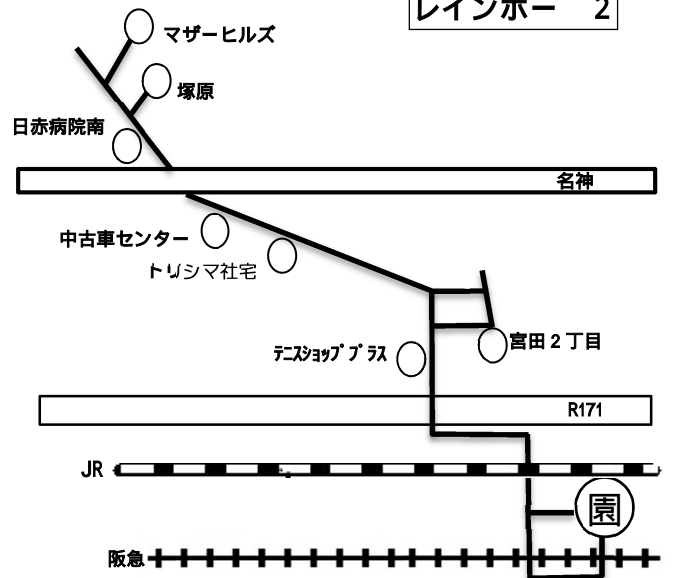 レインボー　2
マザーヒルズ
塚原
日赤病院南
名神
中古車センター
トリシマ社宅
宮田２丁目
ﾃﾆｽｼｮｯﾌﾟﾌﾟﾗｽ
R171
JR
園
阪急